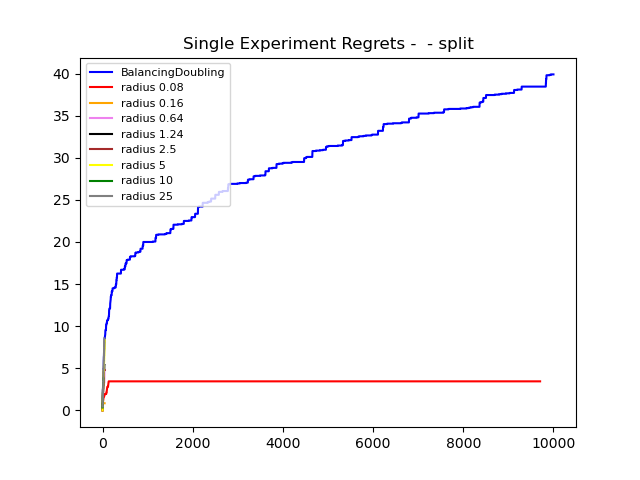 Single Experiment Regrets -  - split
BalancingDoubling
radius 0.08
radius 0.16
radius 0.64
radius 1.24
radius 2.5
radius 5
radius 10
radius 25
40
35
30
25
20
15
10
5
0
0 2000 4000 6000 8000 10000